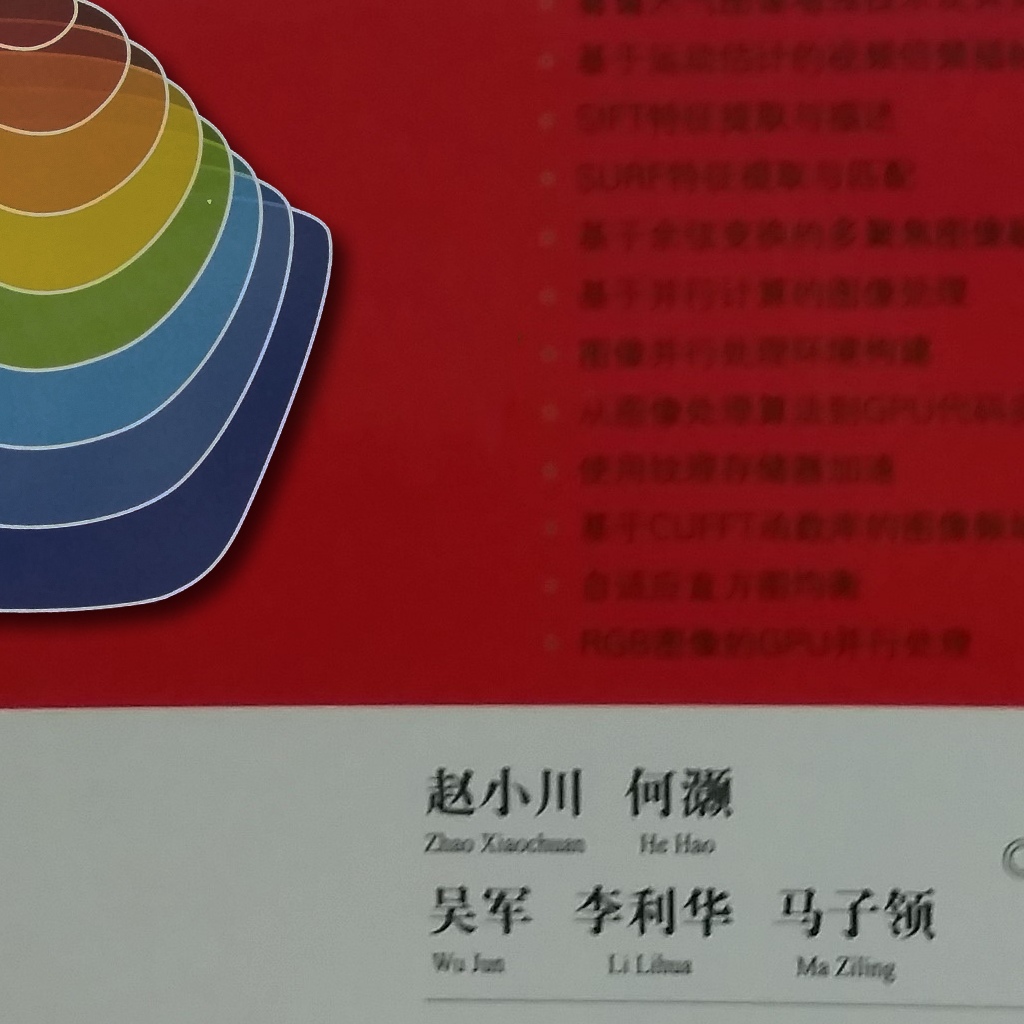 基于运动估计的视频
SIFT特征提取与描述
SURF特征提取与匹配
基于余弦变换的多聚焦图像
基于并行计算的图像处理
图像并行处理环境构建
从图像处理算法到GPU代码
使用纹理存储器加速
基于CUFFT函数库的图像频
自适应直方图均衡
RGB图像的GPU并行处理
赵小川 何灏
Zhao Xiaochuan He Hao
吴军 李利华 马子领
Wu Jun Li Lihua Ma Ziling